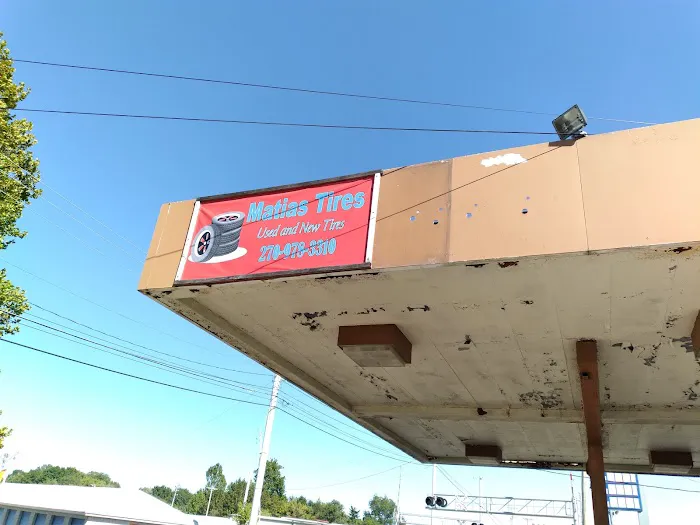 Matias Tires
Used and New Tires
270-978-3310